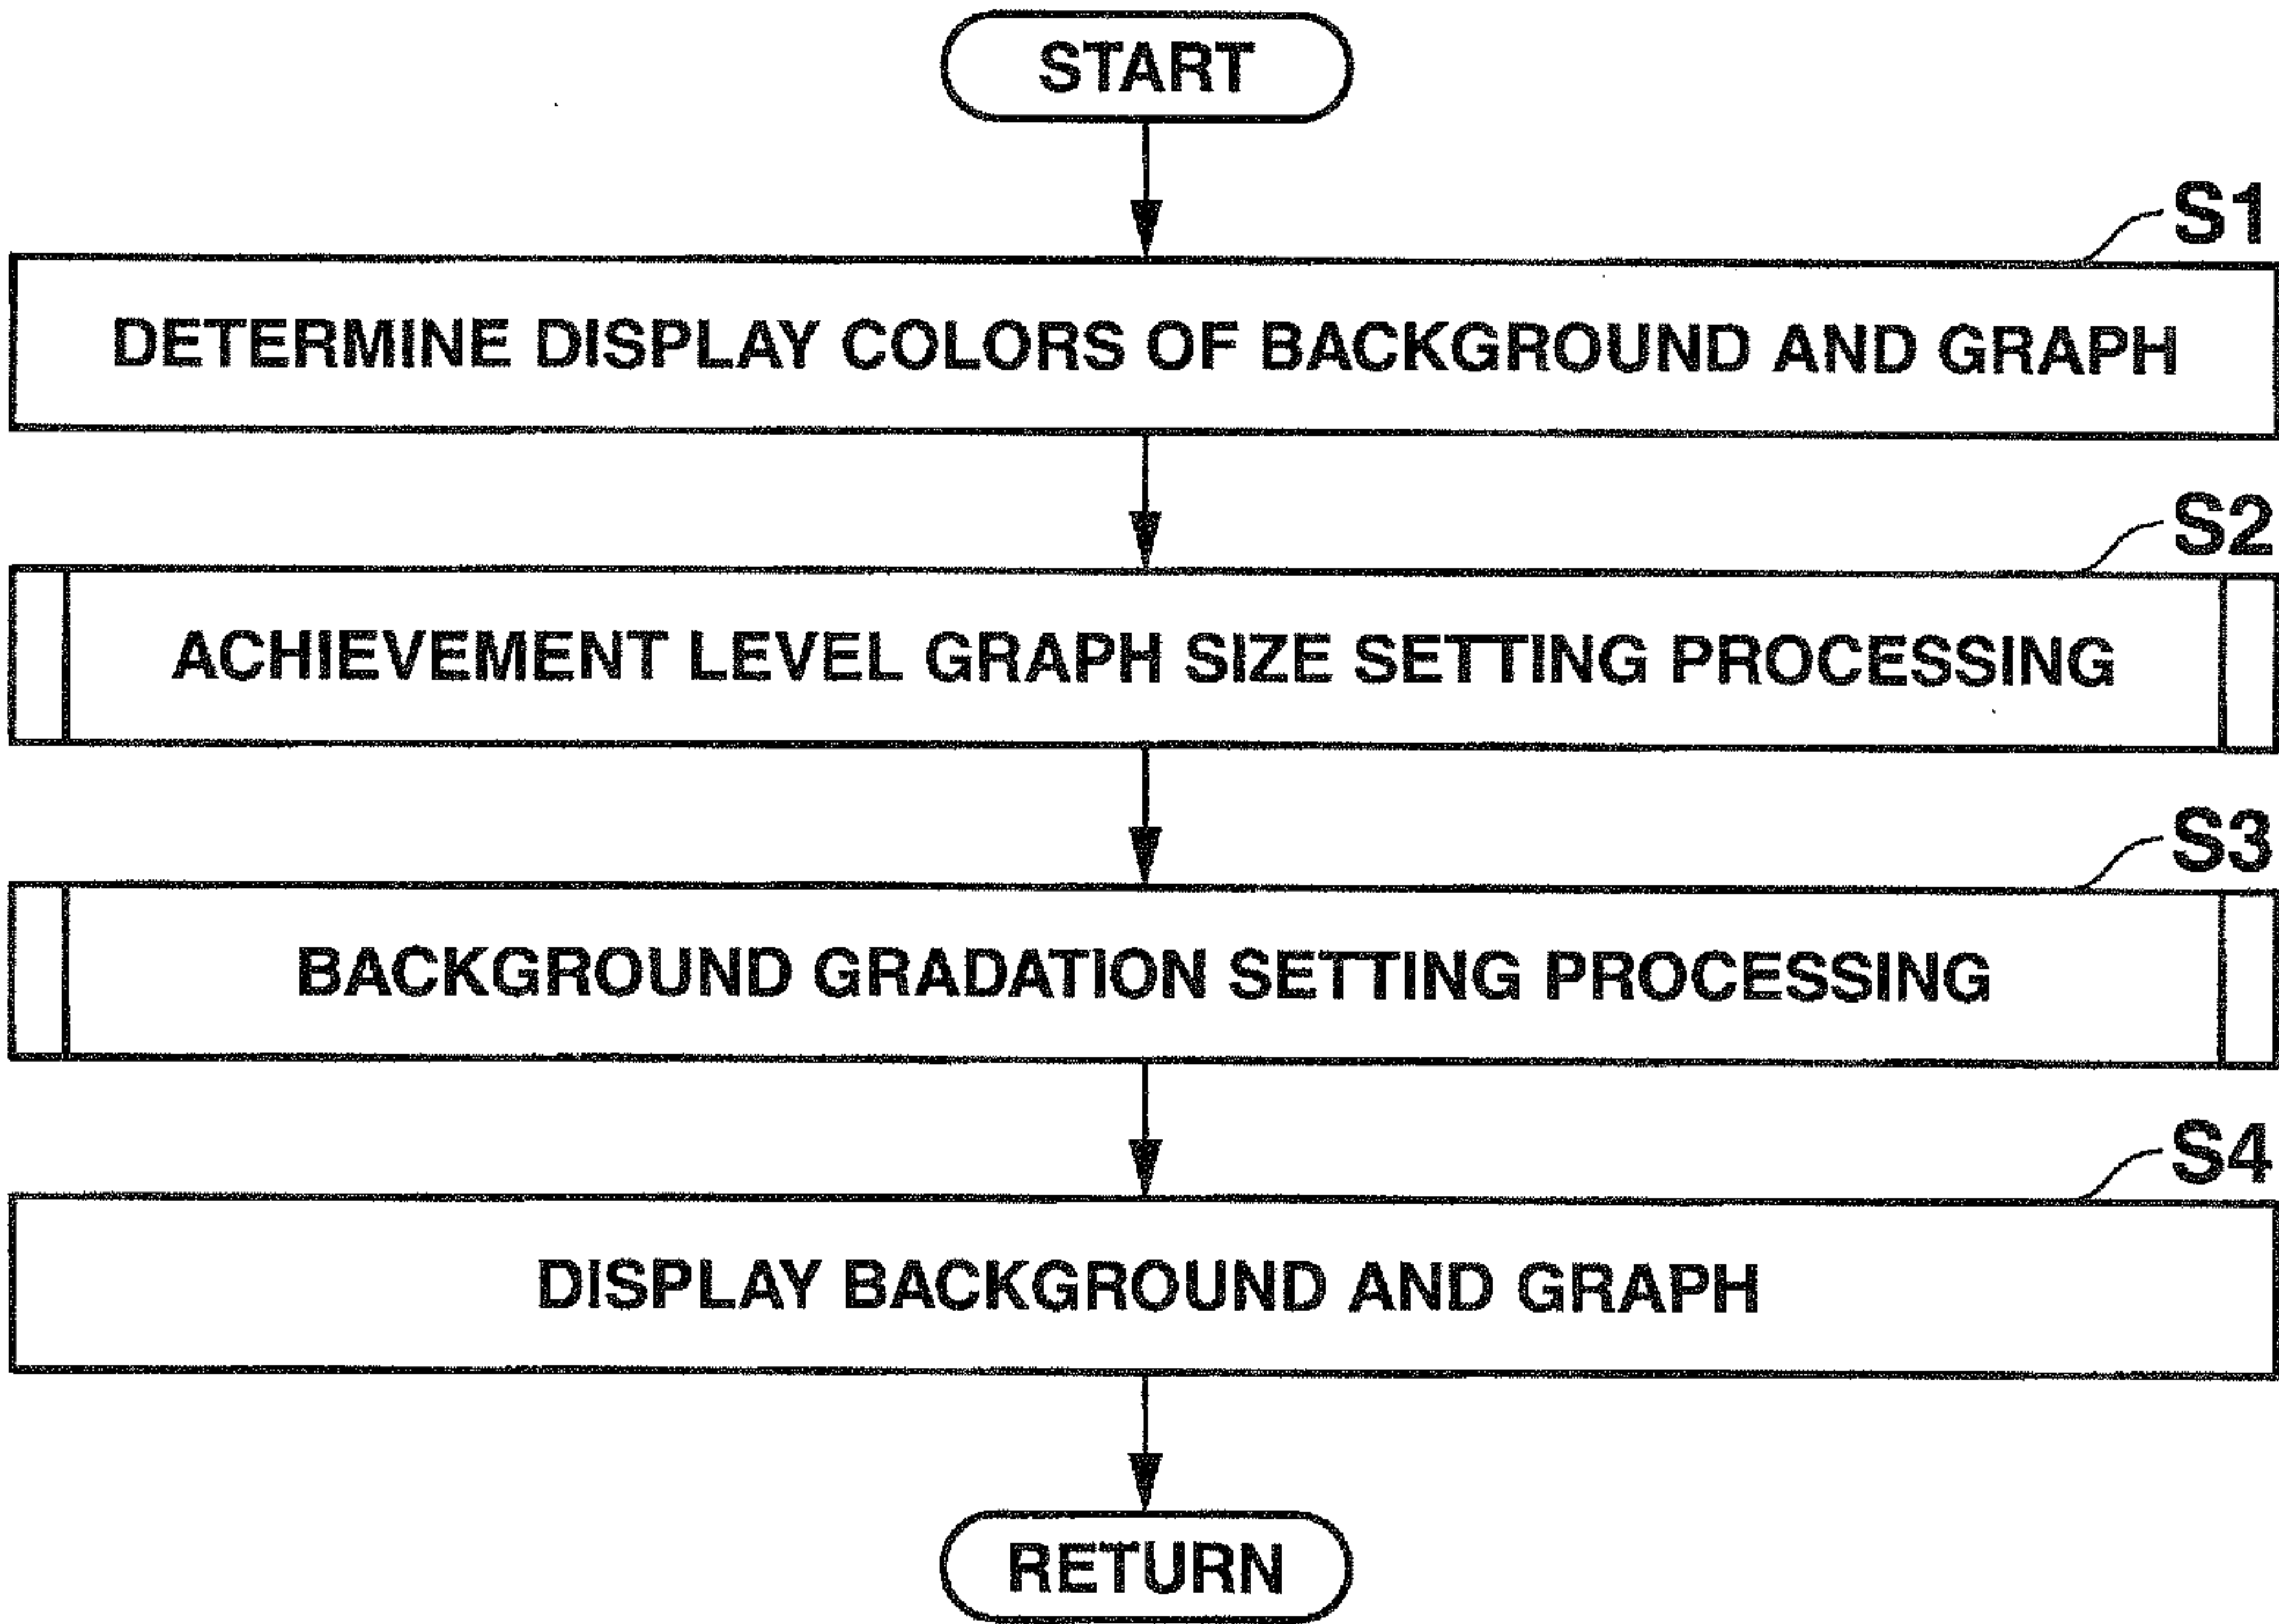 START
S1
DETERMINE DISPLAY COLORS OF BACKGROUND AND GRAPH
S2
ACHIEVEMENT LEVEL GRAPH SIZE SETTING PROCESSING
S3
BACKGROUND GRADATION SETTING PROCESSING
S4
DISPLAY BACKGROUND AND GRAPH
RETURN